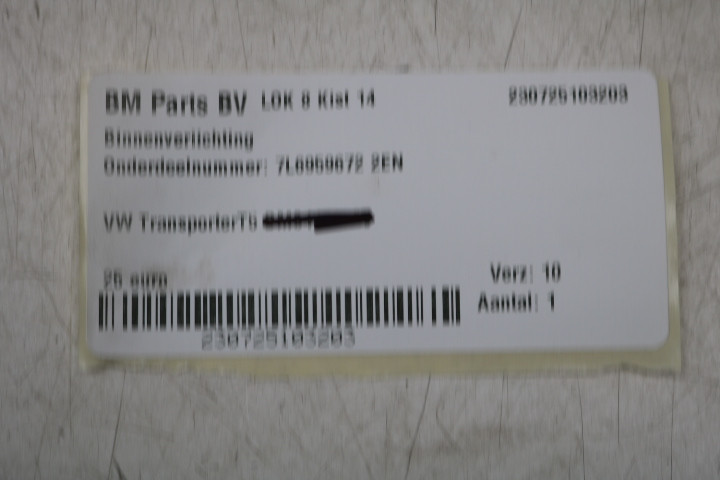 BM Parts BV LOK 8 Kist 14 230725103203
Binnenverlichting
Onderdeelnummer: 7L6959672 2EN
VW TransporterT5
25 euro Verz: 10
Aantal: 1
230725103203